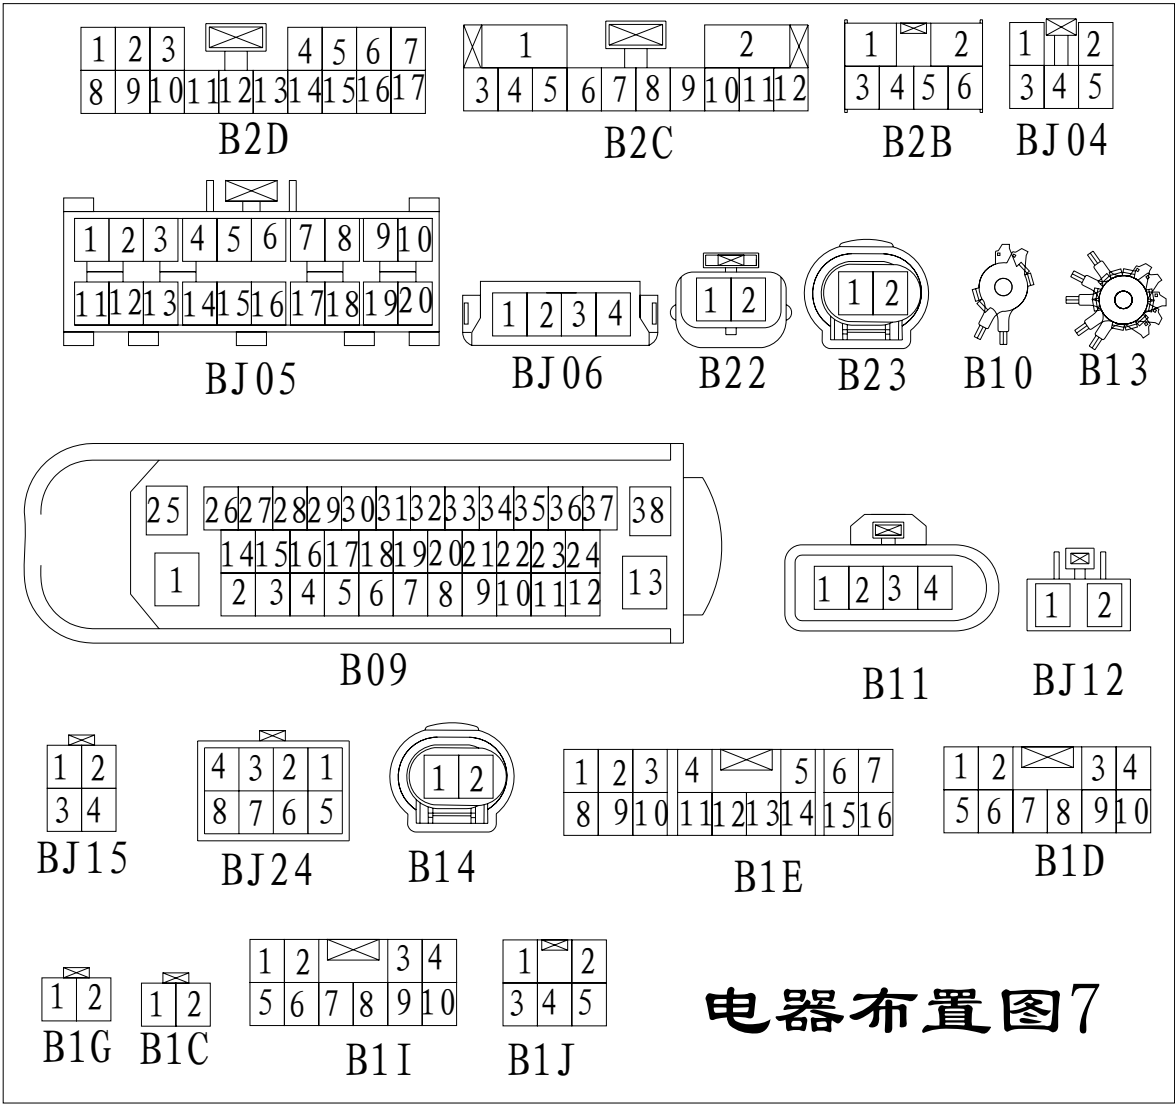 1 2 3 4 5 6 7
8 9 10 11 12 13 14 15 16 17
B2D
1 2
3 4 5 6 7 8 9 10 11 12
B2C
1 2
3 4 5 6
B2B
1 2
3 4 5
BJ04
1 2 3 4 5 6 7 8 9 10
11 12 13 14 15 16 17 18 19 20
BJ05
1 2 3 4
BJ06
1 2
B22
1 2
B23
B10
B13
25 26 27 28 29 30 31 32 33 34 35 36 37 38
14 15 16 17 18 19 20 21 22 23 24
1 2 3 4 5 6 7 8 9 10 11 12 13
B09
1 2 3 4
B11
1 2
BJ12
1 2
3 4
BJ15
4 3 2 1
8 7 6 5
BJ24
1 2
B14
1 2 3 4 5 6 7
8 9 10 11 12 13 14 15 16
B1E
1 2 3 4
5 6 7 8 9 10
B1D
1 2
B1G
1 2
B1C
1 2 3 4
5 6 7 8 9 10
B1I
1 2
3 4 5
B1J
电器布置图7